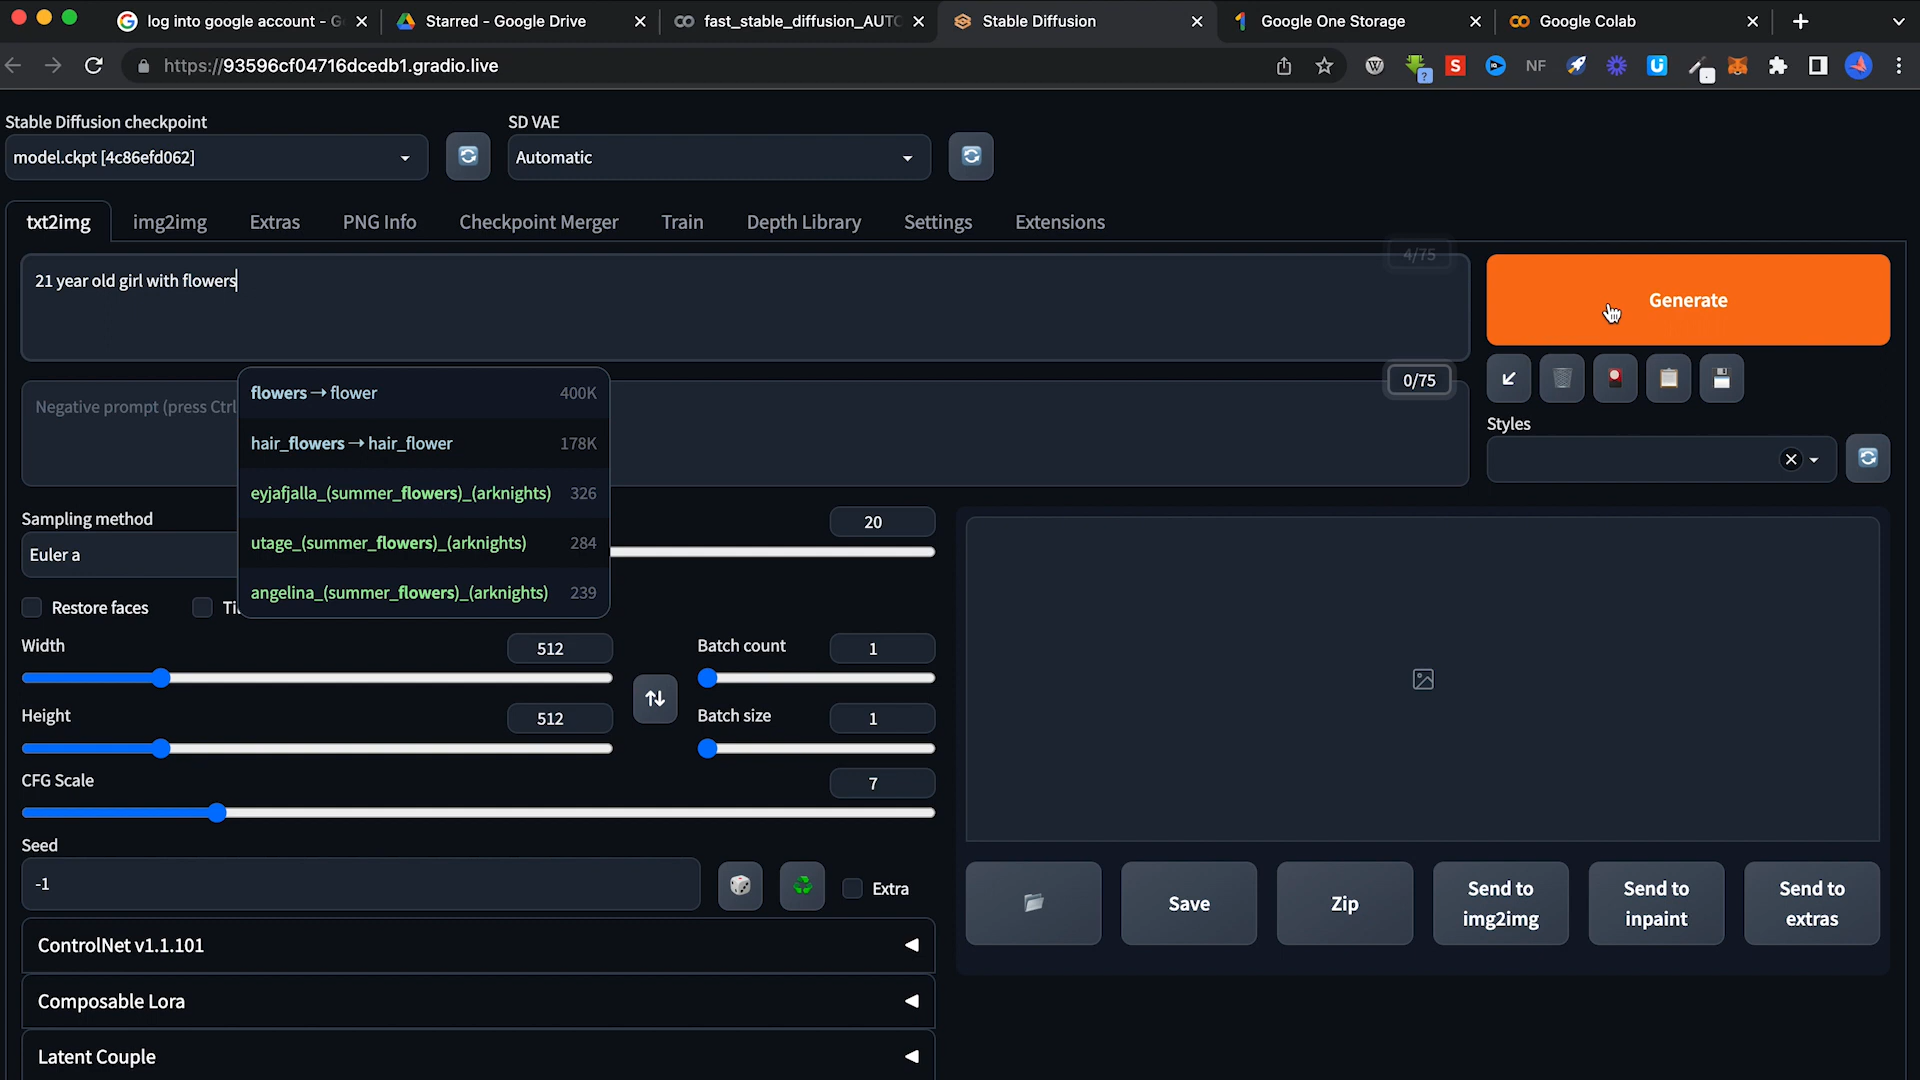 log into google account - G
Starred - Google Drive
fast_stable_diffusion_AUTO
Stable Diffusion
Google One Storage
Google Colab
https://93596cf04716dcedb1.gradio.live
NF
Stable Diffusion checkpoint
SD VAE
model.ckpt [4c86efd062]
Automatic
txt2img
img2img
Extras
PNG Info
Checkpoint Merger
Train
Depth Library
Settings
Extensions
4/75
21 year old girl with flowers
Generate
0/75
Negative prompt (press Ctrl
flowers → flower 400K
hair_flowers → hair_flower 178K
eyjafjalla_(summer_flowers)_(arknights) 326
utage_(summer_flowers)_(arknights) 284
angelina_(summer_flowers)_(arknights) 239
Styles
Sampling method
20
Euler a
Restore faces
Ti
Width
512
Batch count
1
Height
512
Batch size
1
CFG Scale
7
Seed
-1
Extra
Save
Zip
Send to
img2img
Send to
inpaint
Send to
extras
ControlNet v1.1.101
Composable Lora
Latent Couple